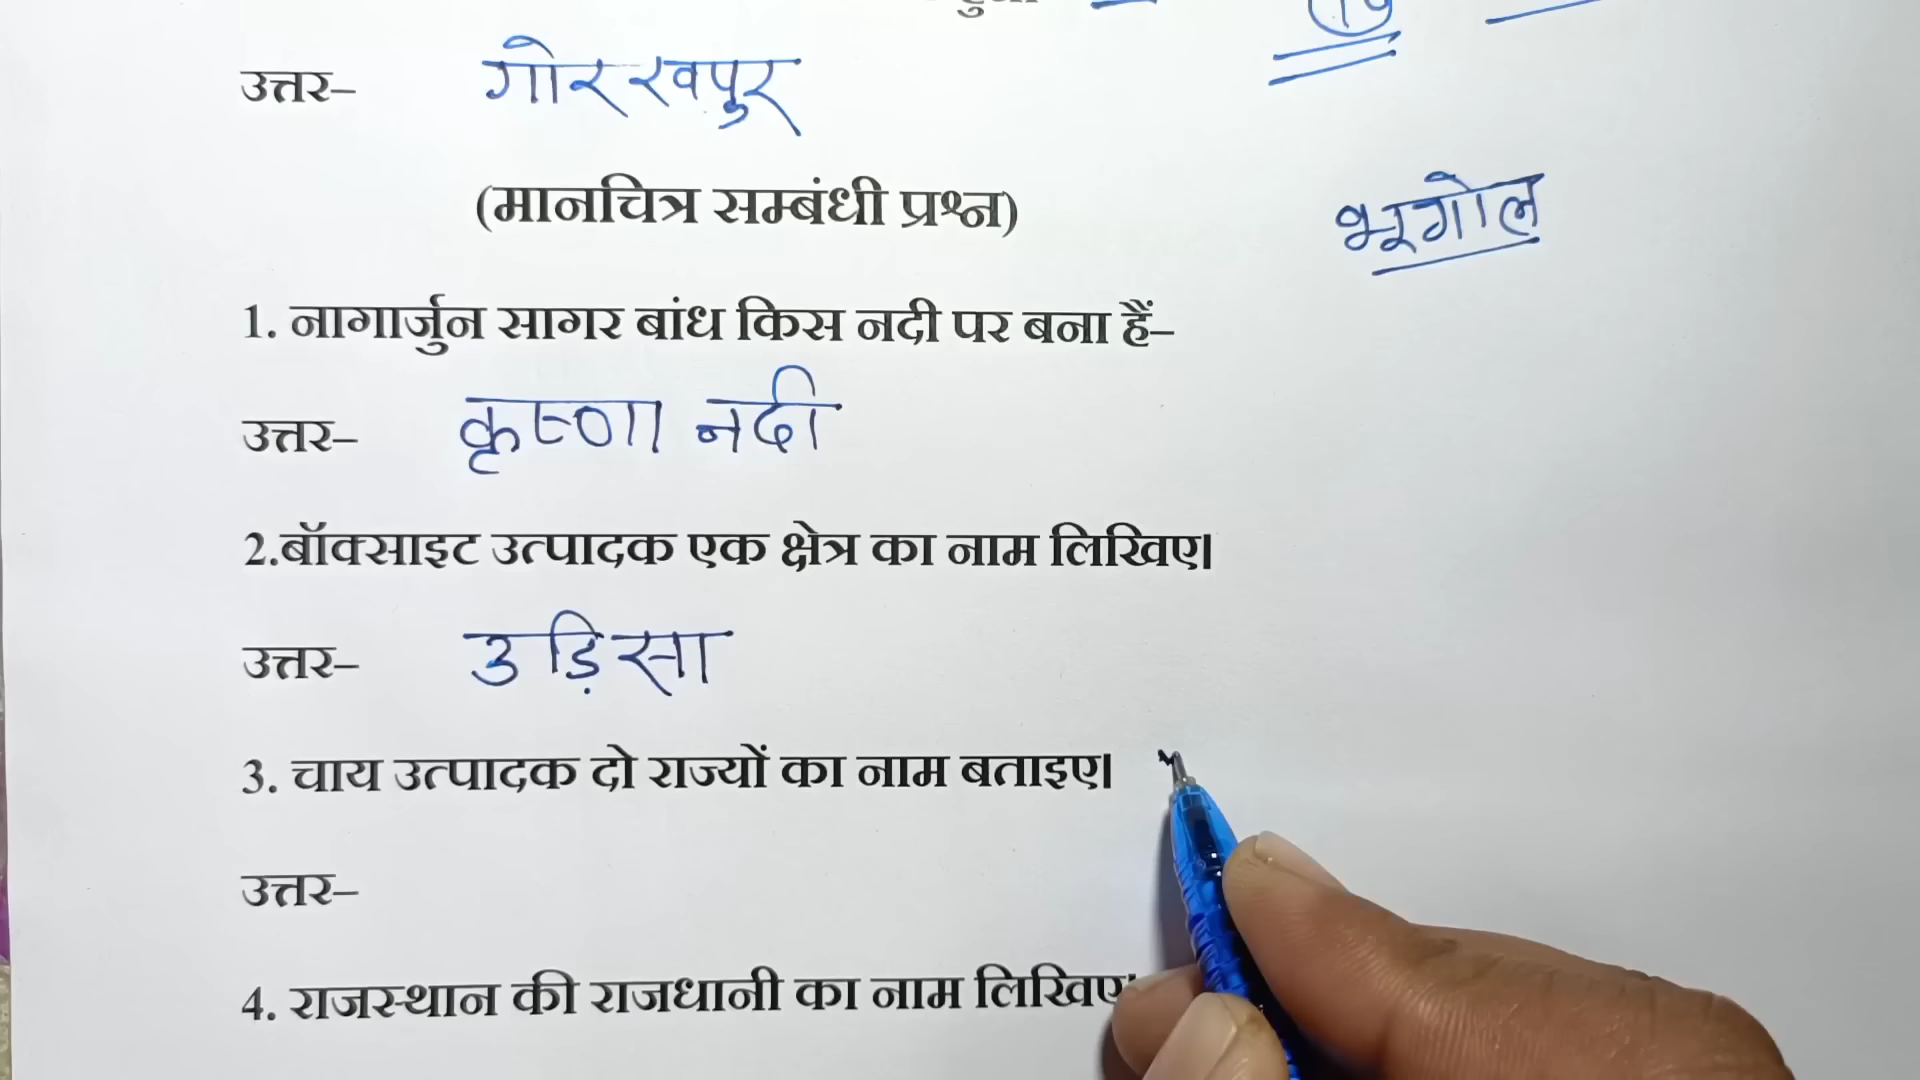 उत्तर– गोरखपुर
(मानचित्र सम्बंधी प्रश्न)
भूगोल
1. नागार्जुन सागर बांध किस नदी पर बना हैं–
उत्तर– कृष्णा नदी
2.बॉक्साइट उत्पादक एक क्षेत्र का नाम लिखिए।
उत्तर– उड़िसा
3. चाय उत्पादक दो राज्यों का नाम बताइए।
उत्तर–
4. राजस्थान की राजधानी का नाम लिखिए।